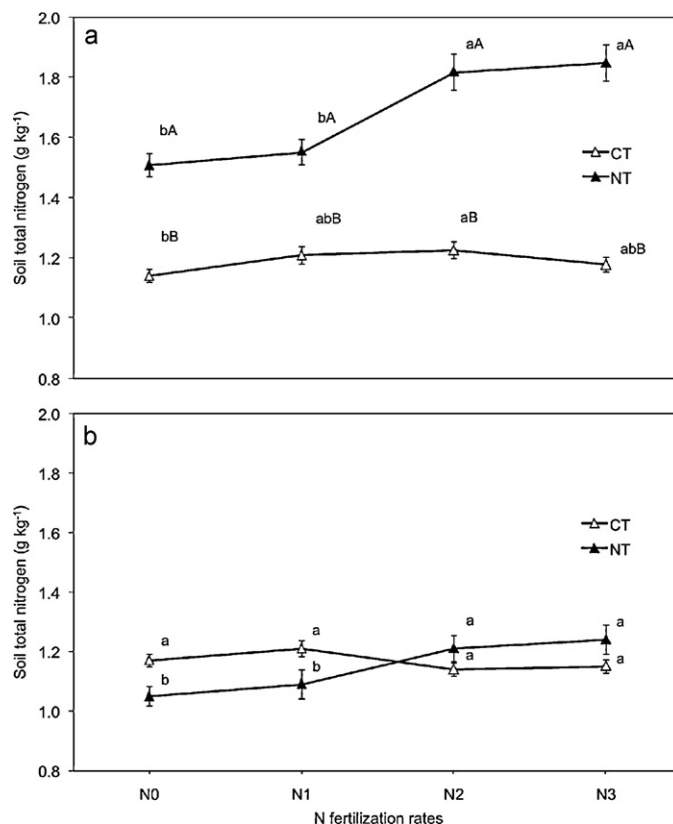 a
2.0
1.8
1.6
1.4
1.2
1.0
0.8
Soil total nitrogen (g kg-1)
bA
bA
aA
aA
bB
abB
aB
abB
CT
NT
b
2.0
1.8
1.6
1.4
1.2
1.0
0.8
Soil total nitrogen (g kg-1)
CT
NT
a
a
a
a
b
b
a
a
N0 N1 N2 N3
N fertilization rates